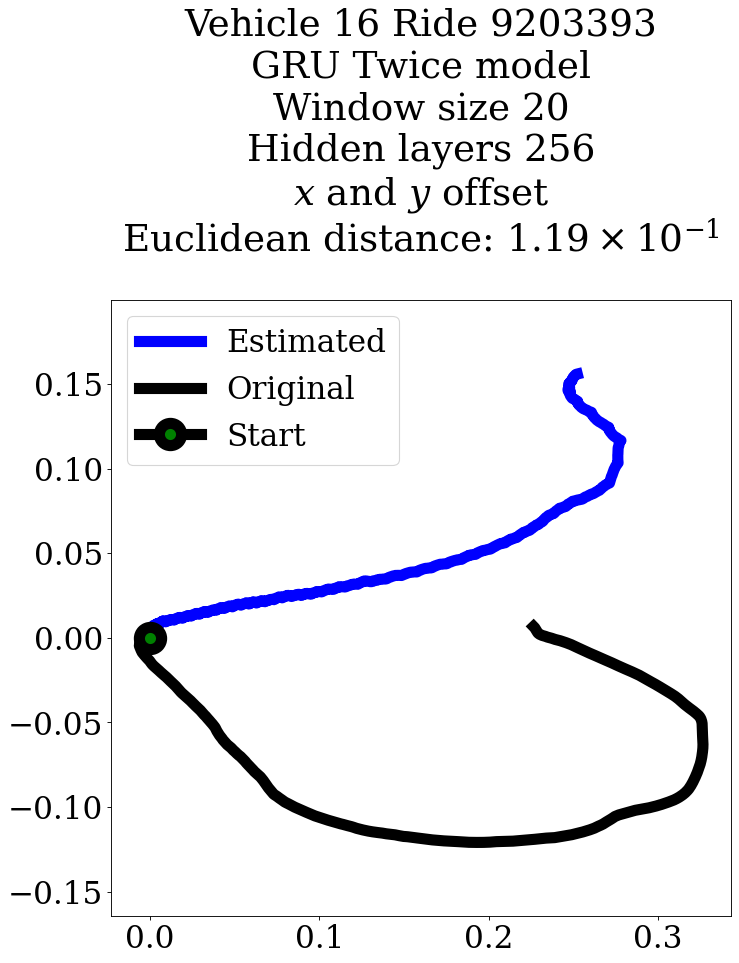 Vehicle 16 Ride 9203393
GRU Twice model
Window size 20
Hidden layers 256
x and y offset
Euclidean distance: 1.19 × 10⁻¹
Estimated
Original
Start
0.15
0.10
0.05
0.00
−0.05
−0.10
−0.15
0.0 0.1 0.2 0.3